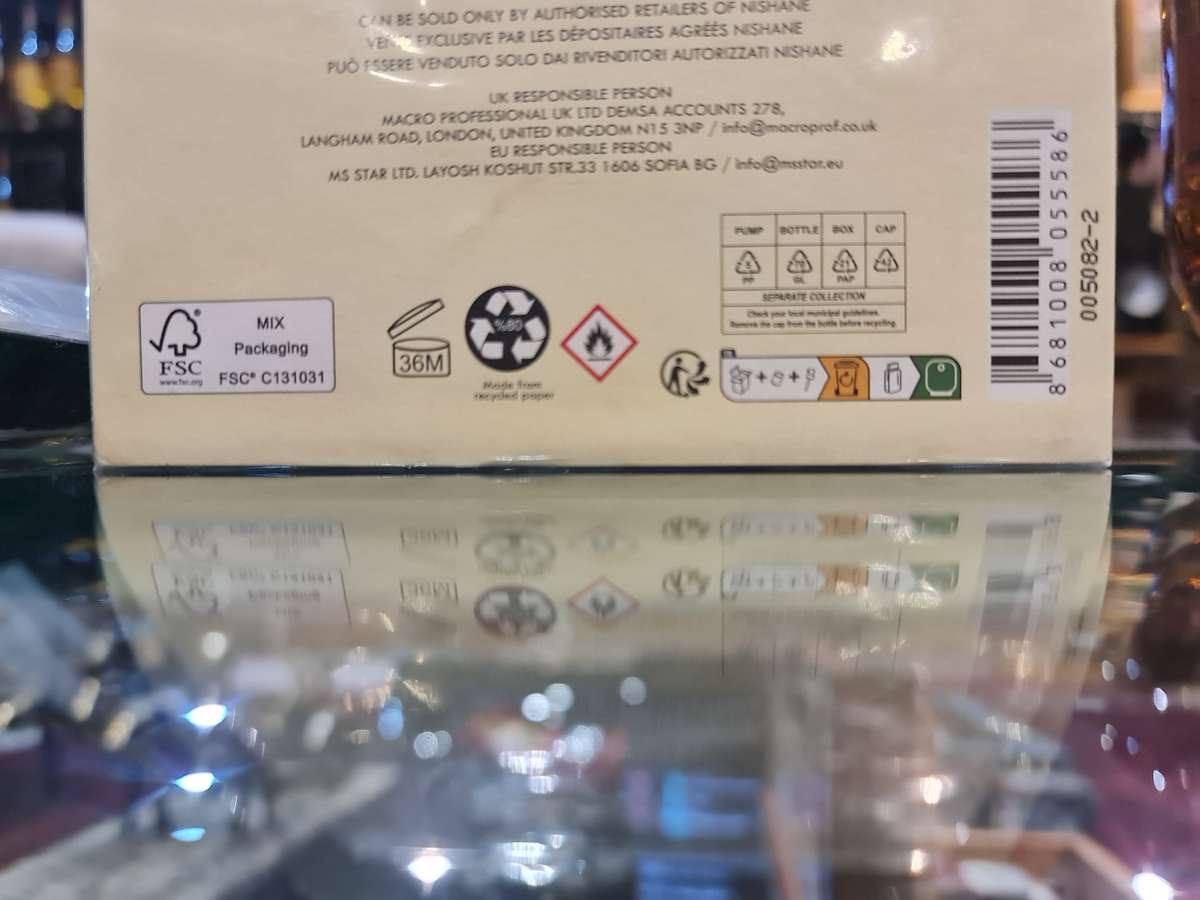 CAN BE SOLD ONLY BY AUTHORISED RETAILERS OF NISHANE
EXCLUSIVE PAR LES DÉPOSITAIRES AGRÉÉS NISHANE
PUÒ ESSERE VENDUTO SOLO DAI RIVENDITORI AUTORIZZATI NISHANE
UK RESPONSIBLE PERSON
MACRO PROFESSIONAL UK LTD DEMSA ACCOUNTS 278,
LANGHAM ROAD, LONDON, UNITED KINGDOM N15 3NP / info@macroprof.co.uk
EU RESPONSIBLE PERSON
MS STAR LTD. LAYOSH KOSHUT STR.33 1606 SOFIA BG / info@msstar.eu
PUMP BOTTLE BOX CAP
5 70 21 42
PP GL PAP
SEPARATE COLLECTION
Check your local municipal guidelines.
Remove the cap from the bottle before recycling.
FSC®
www.fsc.org
MIX
Packaging
FSC® C131031
36M
%80
Made from
recycled paper
8 681008 055586
005082-2